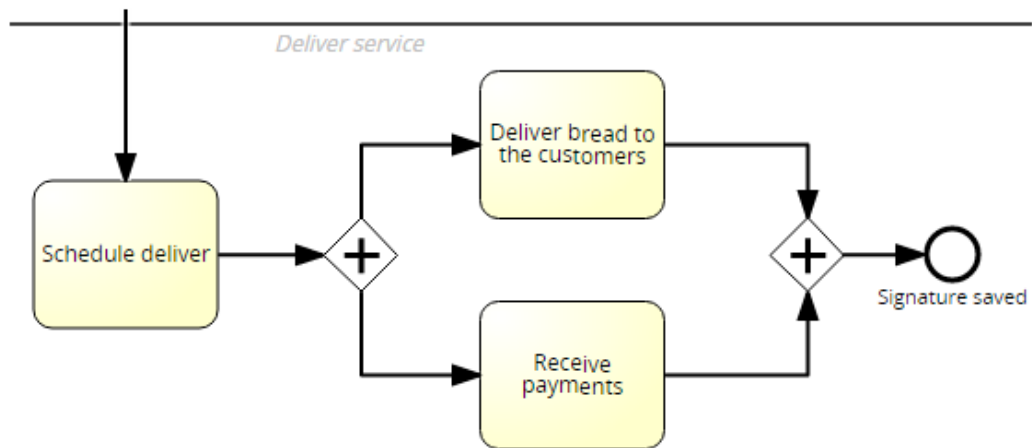 Deliver service
Deliver bread to
the customers
Schedule deliver
Signature saved
Receive
payments